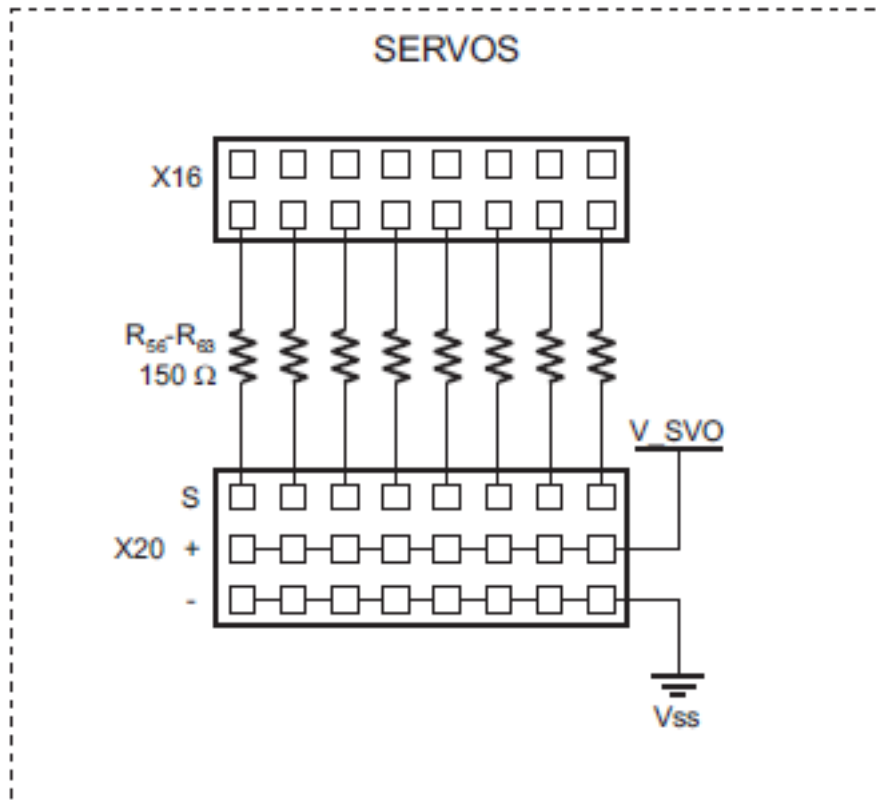 SERVOS
X16
R56-R63
150 Ω
V_SVO
S
X20 +
-
Vss